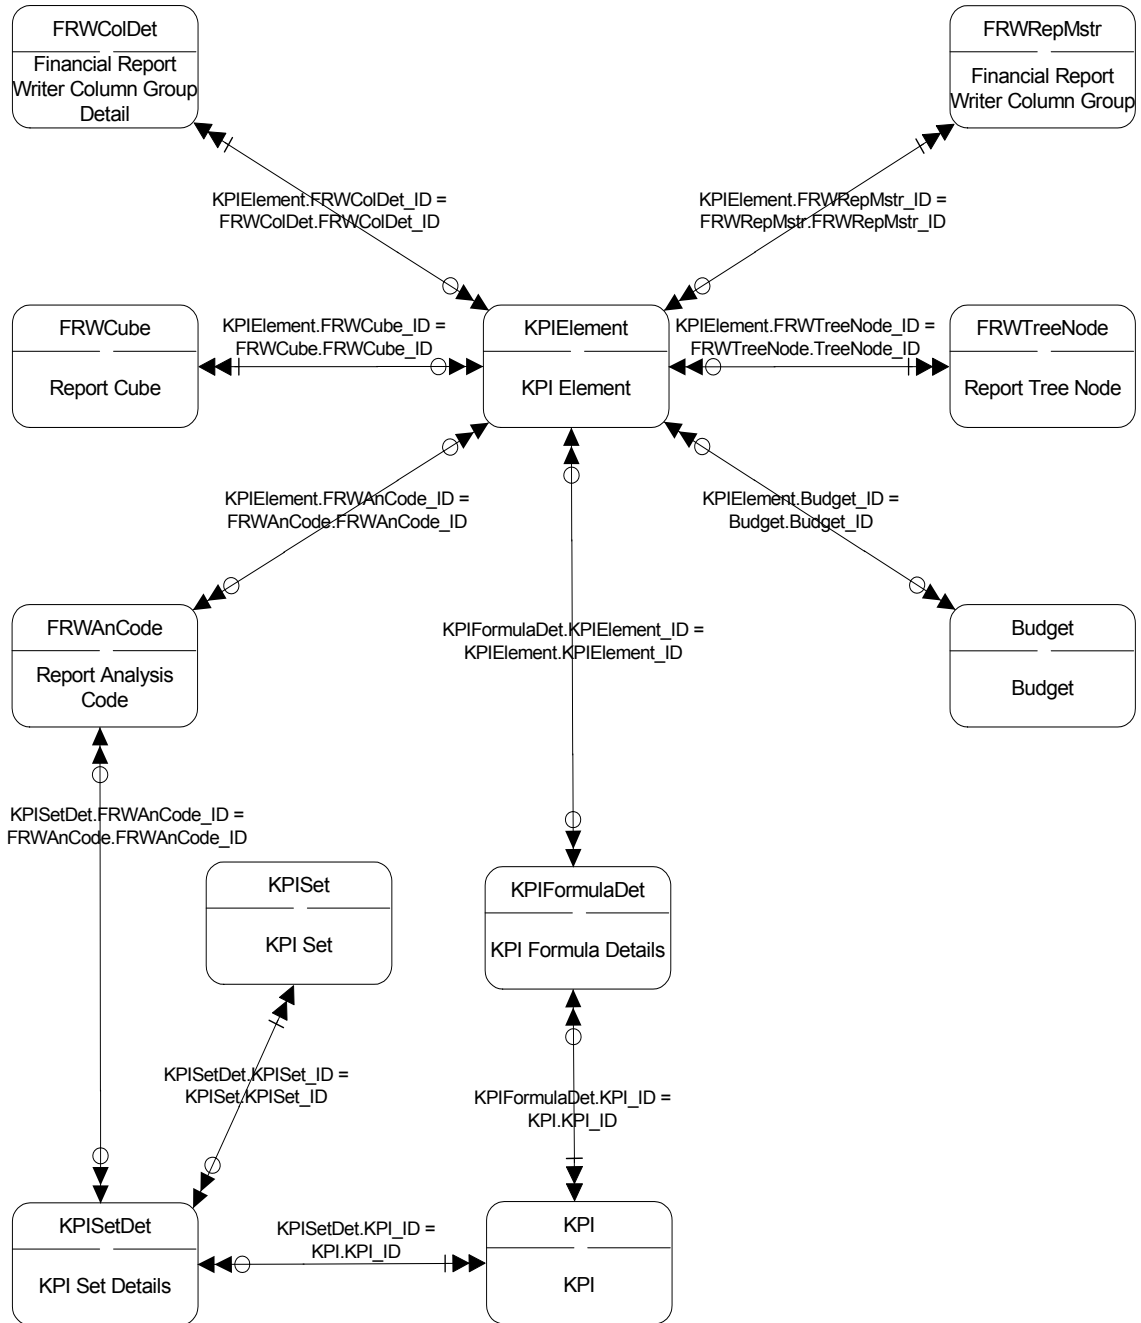 FRWColDet
Financial Report
Writer Column Group
Detail
FRWRepMstr
Financial Report
Writer Column Group
KPIElement.FRWColDet_ID =
FRWColDet.FRWColDet_ID
KPIElement.FRWRepMstr_ID =
FRWRepMstr.FRWRepMstr_ID
FRWCube
Report Cube
KPIElement.FRWCube_ID =
FRWCube.FRWCube_ID
KPIElement
KPI Element
KPIElement.FRWTreeNode_ID =
FRWTreeNode.TreeNode_ID
FRWTreeNode
Report Tree Node
KPIElement.FRWAnCode_ID =
FRWAnCode.FRWAnCode_ID
KPIElement.Budget_ID =
Budget.Budget_ID
FRWAnCode
Report Analysis
Code
KPIFormulaDet.KPIElement_ID =
KPIElement.KPIElement_ID
Budget
Budget
KPISetDet.FRWAnCode_ID =
FRWAnCode.FRWAnCode_ID
KPISet
KPI Set
KPIFormulaDet
KPI Formula Details
KPISetDet.KPISet_ID =
KPISet.KPISet_ID
KPIFormulaDet.KPI_ID =
KPI.KPI_ID
KPISetDet
KPI Set Details
KPISetDet.KPI_ID =
KPI.KPI_ID
KPI
KPI